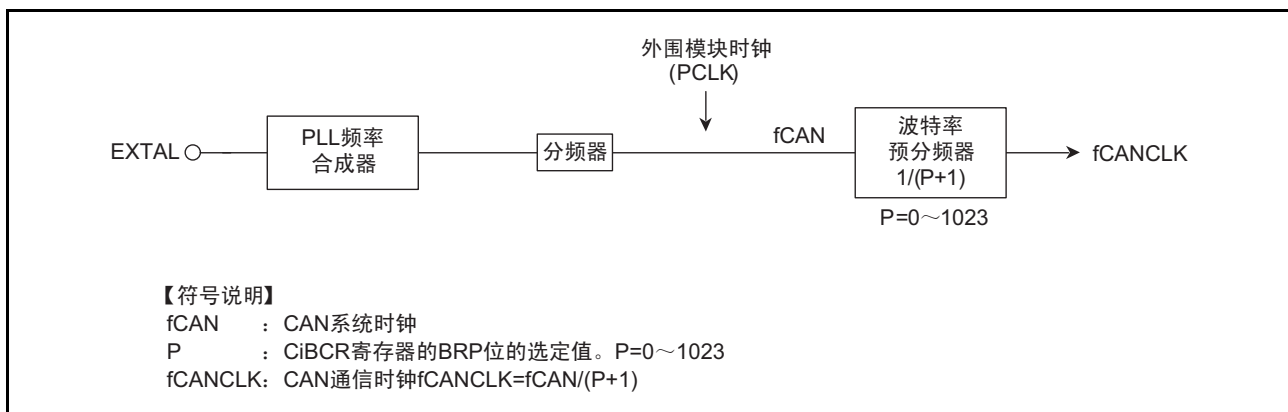 外围模块时钟
(PCLK)
EXTAL
PLL频率
合成器
分频器
fCAN
波特率
预分频器
1/(P+1)
fCANCLK
P=0～1023
【符号说明】
fCAN ：CAN系统时钟
P ：CiBCR寄存器的BRP位的选定值。P=0～1023
fCANCLK：CAN通信时钟fCANCLK=fCAN/(P+1)